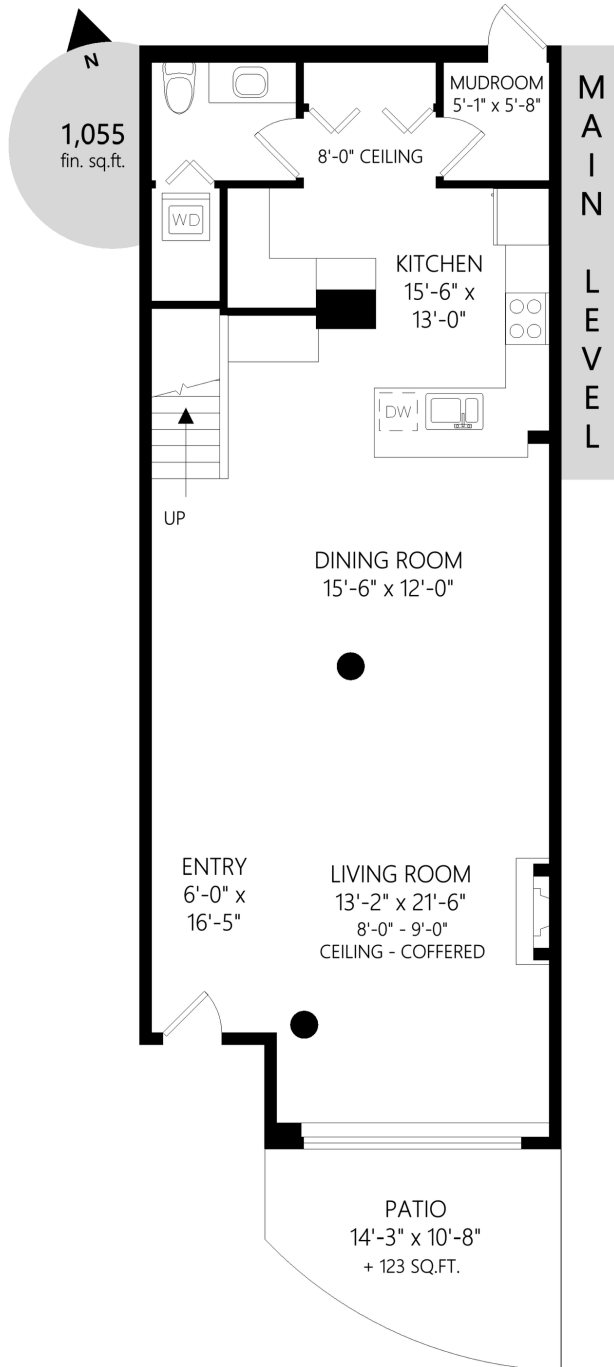 N
1,055
fin. sq.ft.
MAIN LEVEL
MUDROOM
5'-1" x 5'-8"
8'-0" CEILING
WD
KITCHEN
15'-6" x
13'-0"
DW
UP
DINING ROOM
15'-6" x 12'-0"
ENTRY
6'-0" x
16'-5"
LIVING ROOM
13'-2" x 21'-6"
8'-0" - 9'-0"
CEILING - COFFERED
PATIO
14'-3" x 10'-8"
+ 123 SQ.FT.